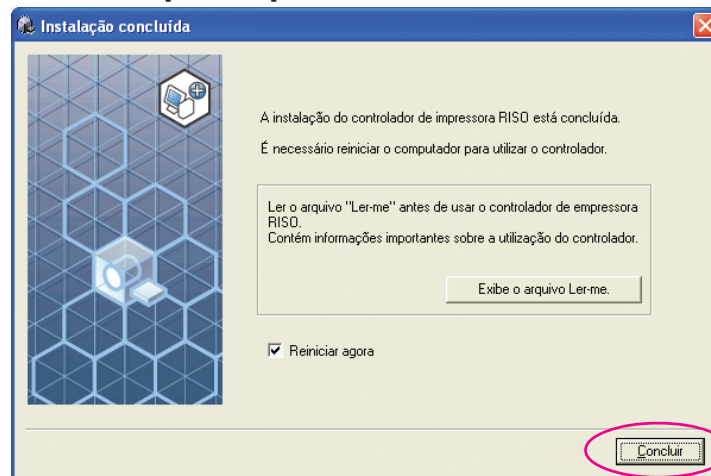 Instalação concluída
A instalação do controlador de impressora RISO está concluída.
É necessário reiniciar o computador para utilizar o controlador.
Ler o arquivo "Ler-me" antes de usar o controlador de empressora
RISO.
Contém informações importantes sobre a utilização do controlador.
Exibe o arquivo Ler-me.
Reiniciar agora
Concluir